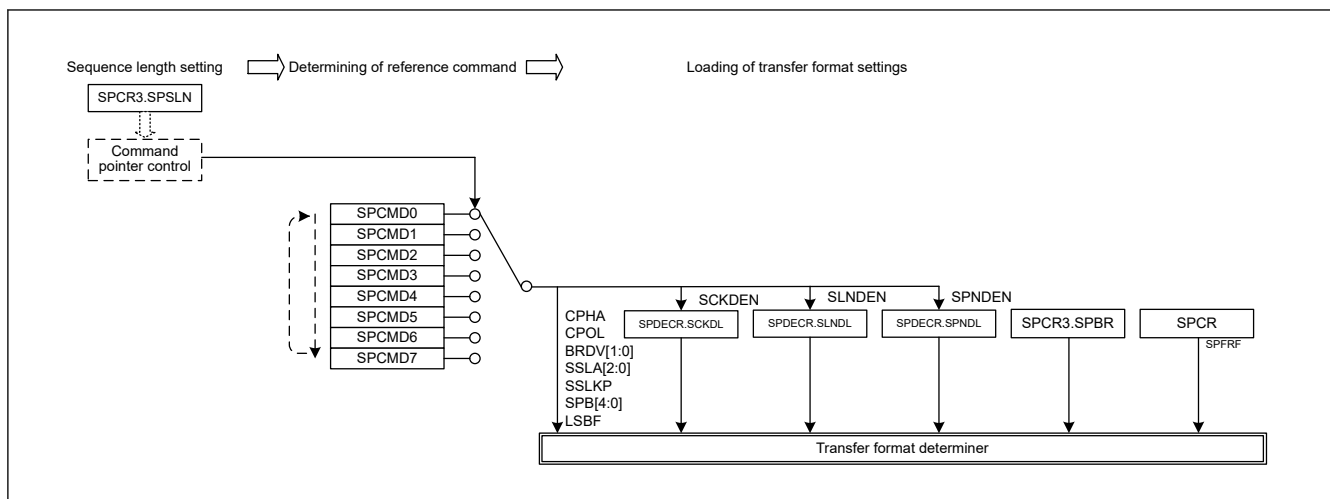 Sequence length setting
Determining of reference command
Loading of transfer format settings
SPCR3.SPSLN
Command
pointer control
SPCMD0
SPCMD1
SPCMD2
SPCMD3
SPCMD4
SPCMD5
SPCMD6
SPCMD7
CPHA
CPOL
BRDV[1:0]
SSLA[2:0]
SSLKP
SPB[4:0]
LSBF
SCKDEN
SPDECR.SCKDL
SLNDEN
SPDECR.SLNDL
SPNDEN
SPDECR.SPNDL
SPCR3.SPBR
SPCR
SPFRF
Transfer format determiner